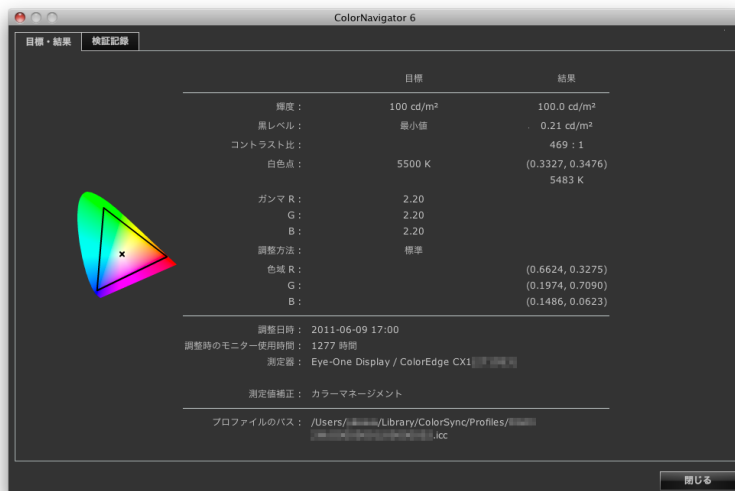 ColorNavigator 6
目標・結果 検証記録
目標 結果
輝度： 100 cd/m² 100.0 cd/m²
黒レベル： 最小値 0.21 cd/m²
コントラスト比： 469 : 1
白色点： 5500 K (0.3327, 0.3476)
5483 K
ガンマ R： 2.20
G： 2.20
B： 2.20
調整方法： 標準
色域 R： (0.6624, 0.3275)
G： (0.1974, 0.7090)
B： (0.1486, 0.0623)
調整日時： 2011-06-09 17:00
調整時のモニター使用時間： 1277 時間
測定器： Eye-One Display / ColorEdge CX1
測定値補正： カラーマネージメント
プロファイルのパス： /Users/ /Library/ColorSync/Profiles/
.icc
閉じる